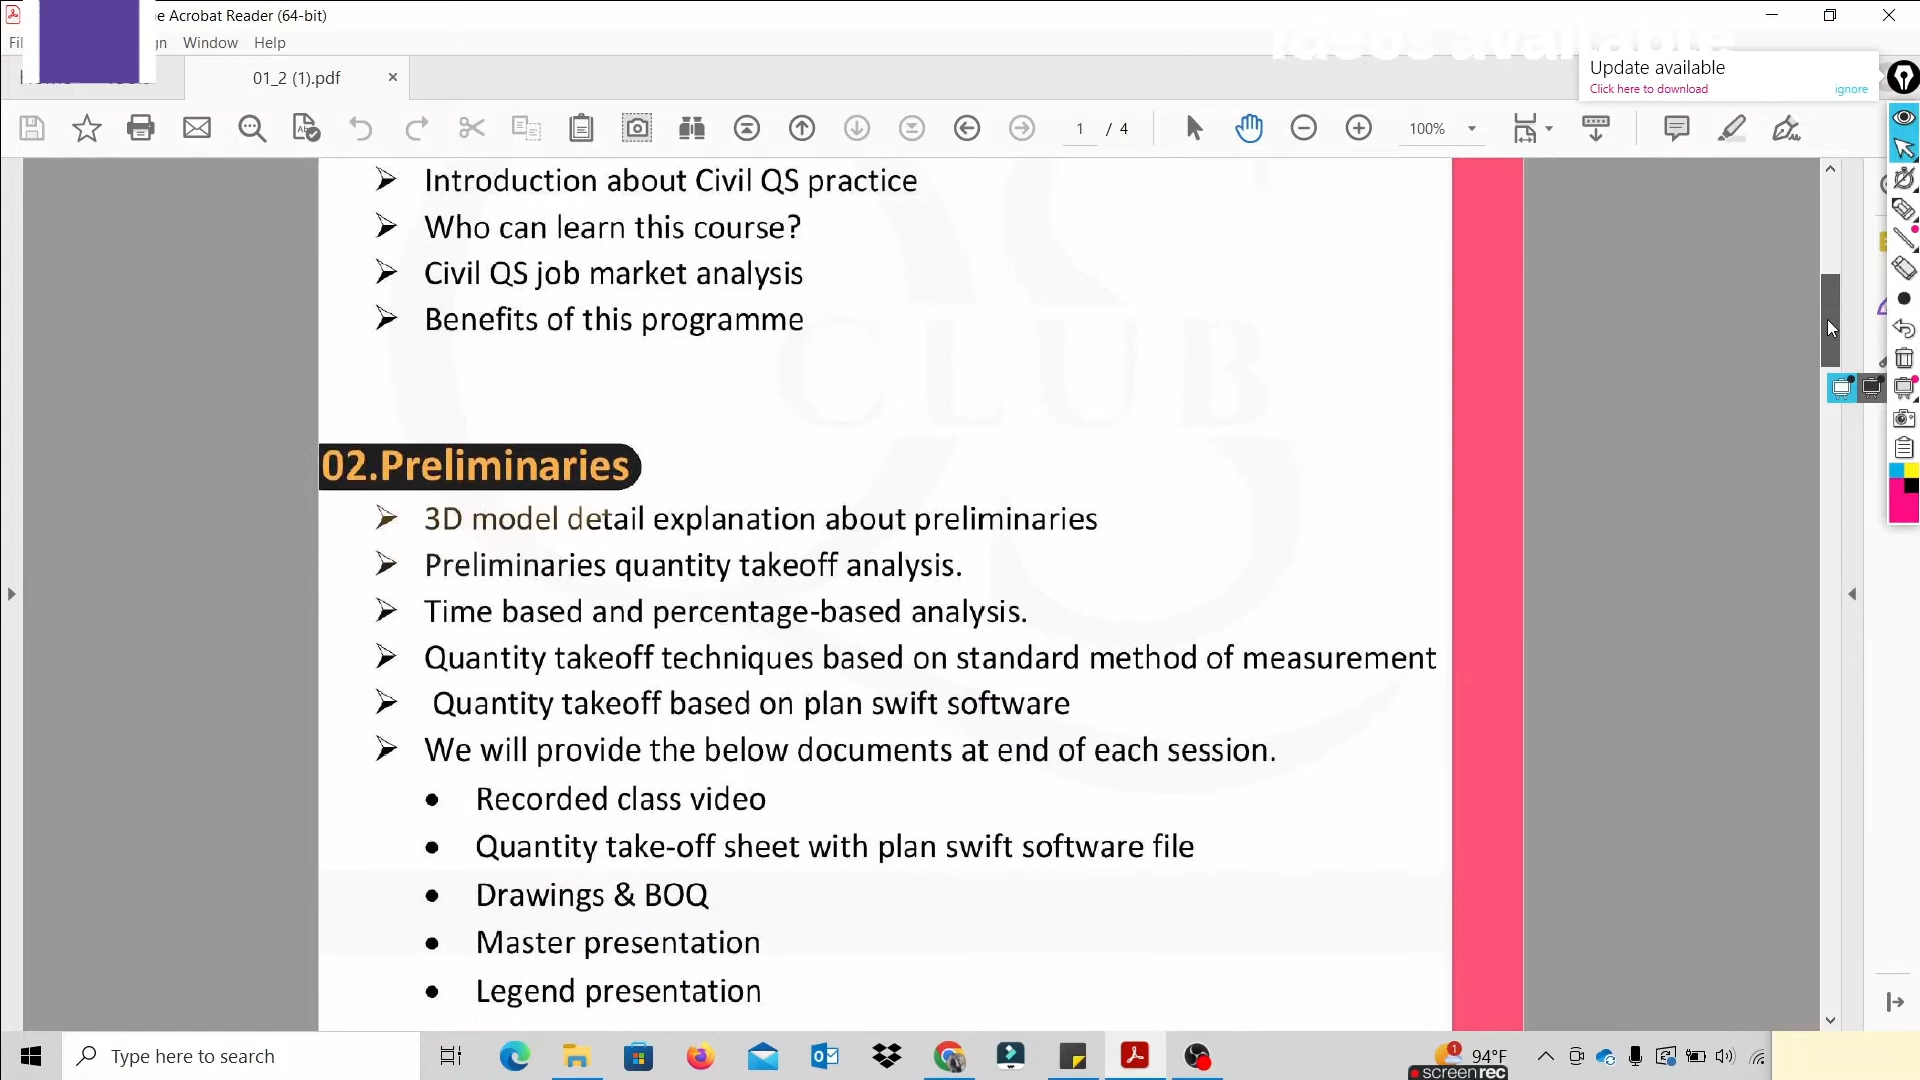 e Acrobat Reader (64-bit)
Window Help
01_2 (1).pdf
Update available
Click here to download ignore
1 / 4 100%
Introduction about Civil QS practice
Who can learn this course?
Civil QS job market analysis
Benefits of this programme
CLUB
02.Preliminaries
3D model detail explanation about preliminaries
Preliminaries quantity takeoff analysis.
Time based and percentage-based analysis.
Quantity takeoff techniques based on standard method of measurement
Quantity takeoff based on plan swift software
We will provide the below documents at end of each session.
Recorded class video
Quantity take-off sheet with plan swift software file
Drawings & BOQ
Master presentation
Legend presentation
Type here to search
1 94°F
screenrec